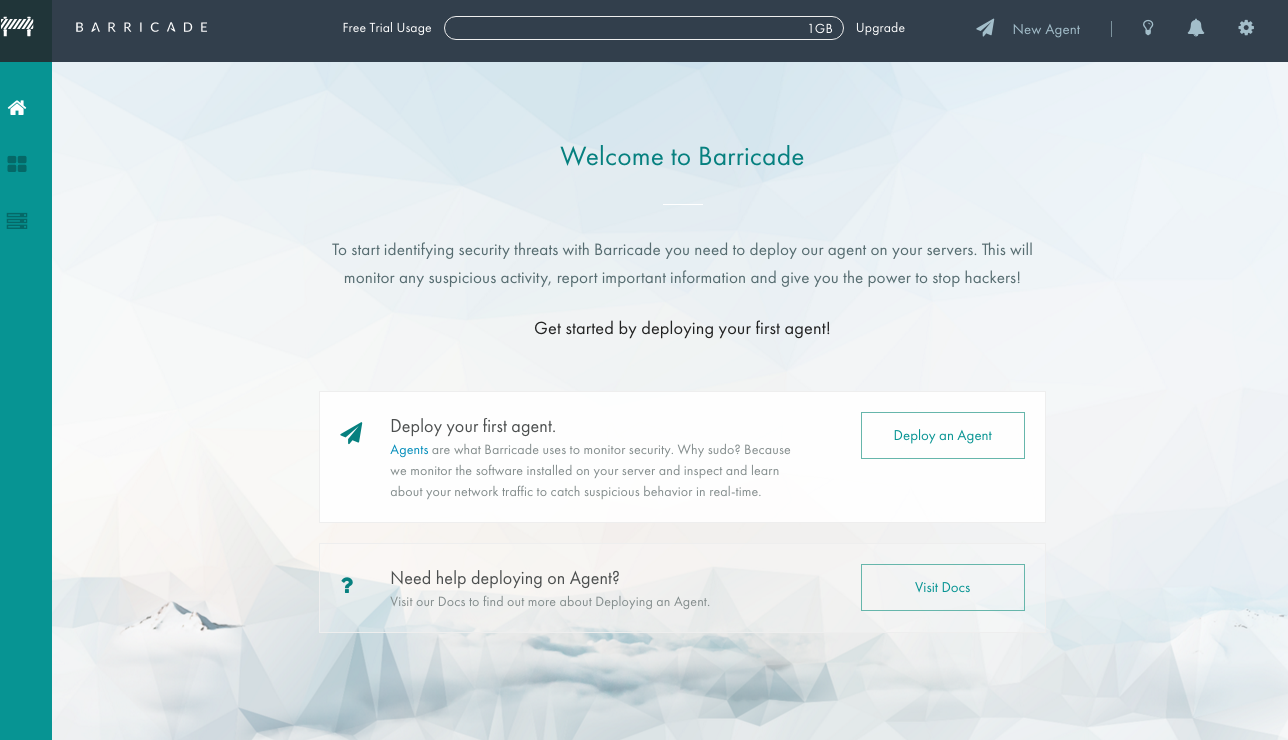 BARRICADE
Free Trial Usage 1GB Upgrade New Agent
Welcome to Barricade
To start identifying security threats with Barricade you need to deploy our agent on your servers. This will
monitor any suspicious activity, report important information and give you the power to stop hackers!
Get started by deploying your first agent!
Deploy your first agent.
Agents are what Barricade uses to monitor security. Why sudo? Because
we monitor the software installed on your server and inspect and learn
about your network traffic to catch suspicious behavior in real-time.
Deploy an Agent
Need help deploying on Agent?
Visit our Docs to find out more about Deploying an Agent.
Visit Docs